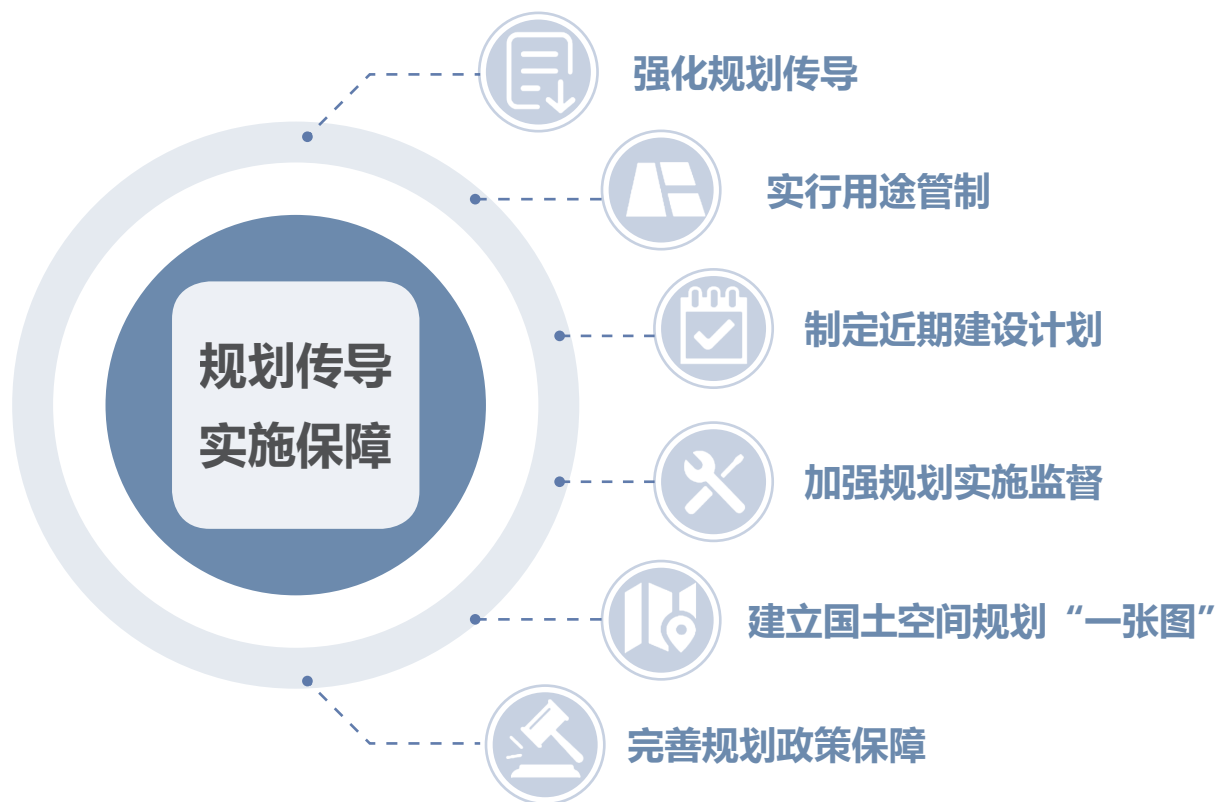 强化规划传导
实行用途管制
制定近期建设计划
规划传导
实施保障
加强规划实施监督
建立国土空间规划“一张图”
完善规划政策保障